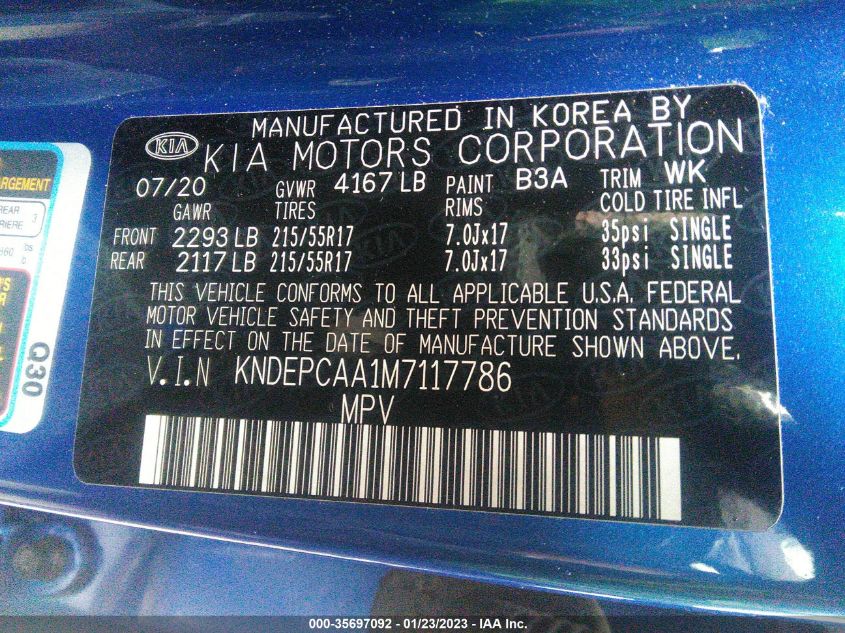 MANUFACTURED IN KOREA BY
KIA KIA MOTORS CORPORATION
07/20 GVWR 4167 LB PAINT B3A TRIM WK
GAWR TIRES RIMS COLD TIRE INFL
FRONT 2293 LB 215/55R17 7.0Jx17 35psi SINGLE
REAR 2117 LB 215/55R17 7.0Jx17 33psi SINGLE
THIS VEHICLE CONFORMS TO ALL APPLICABLE U.S.A. FEDERAL
MOTOR VEHICLE SAFETY AND THEFT PREVENTION STANDARDS
IN EFFECT ON THE DATE OF MANUFACTURE SHOWN ABOVE.
V.I.N KNDEPCAA1M7117786
MPV
REAR 3
Q30
000-35697092 - 01/23/2023 - IAA Inc.